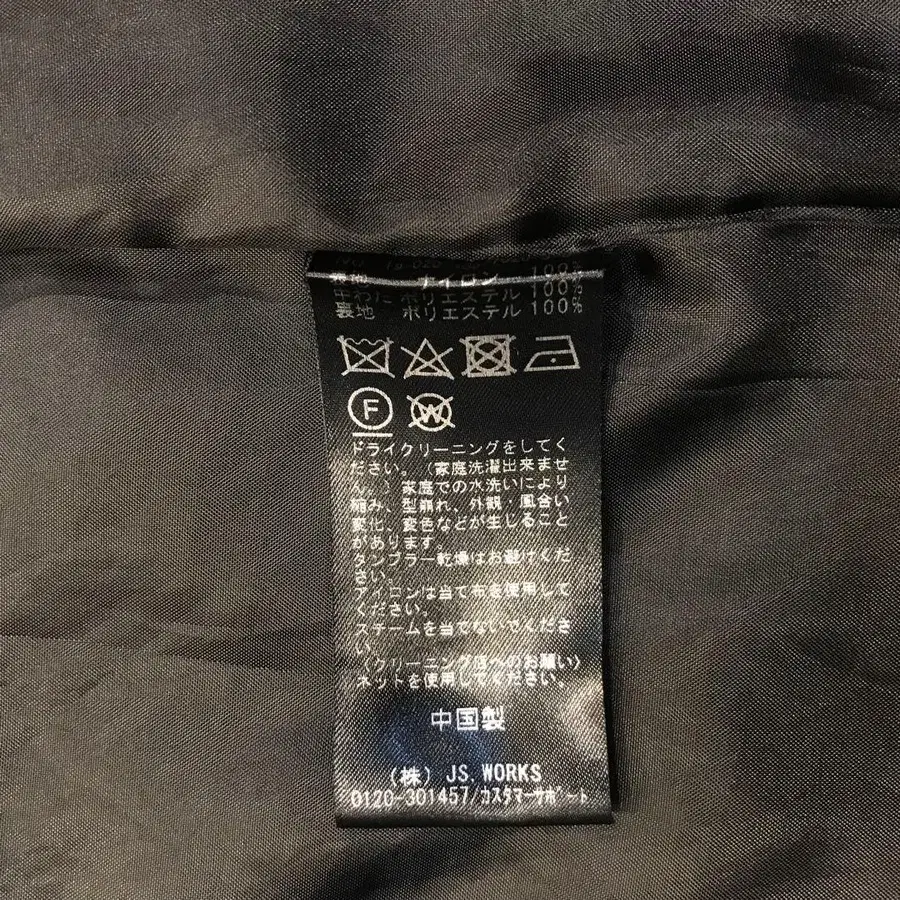 表地 ナイロン 100%
中わた ポリエステル 100%
裏地 ポリエステル 100%
F
W
ドライクリーニングをしてく
ださい。(家庭洗濯出来ませ
ん。)家庭での水洗いにより
縮み、型崩れ、外観・風合い
変化、変色などが生じること
があります。
タンブラー乾燥はお避けくだ
さい。
アイロンは当て布を使用して
ください。
スチームを当てないでくださ
い。
〈クリーニング店へのお願い〉
ネットを使用してください。
中国製
(株) JS.WORKS
0120-301457/カスタマーサポート